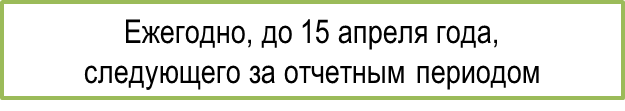 Ежегодно, до 15 апреля года,
следующего за отчетным периодом